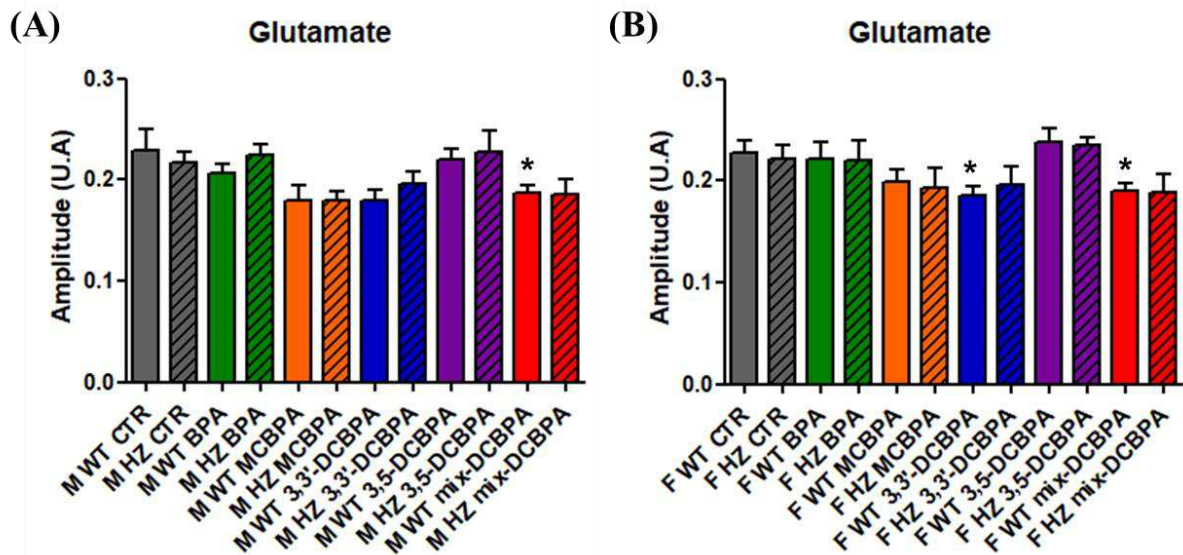 (A)
Glutamate
Amplitude (U.A)
0.3
0.2
0.1
0.0
*
M WT CTR
M HZ CTR
M WT BPA
M HZ BPA
M WT MCBPA
M HZ MCBPA
M WT 3,3'-DCBPA
M HZ 3,3'-DCBPA
M WT 3,5-DCBPA
M HZ 3,5-DCBPA
M WT mix-DCBPA
M HZ mix-DCBPA
(B)
Glutamate
Amplitude (U.A)
0.3
0.2
0.1
0.0
*
*
F WT CTR
F HZ CTR
F WT BPA
F HZ BPA
F WT MCBPA
F HZ MCBPA
F WT 3,3'-DCBPA
F HZ 3,3'-DCBPA
F WT 3,5-DCBPA
F HZ 3,5-DCBPA
F WT mix-DCBPA
F HZ mix-DCBPA